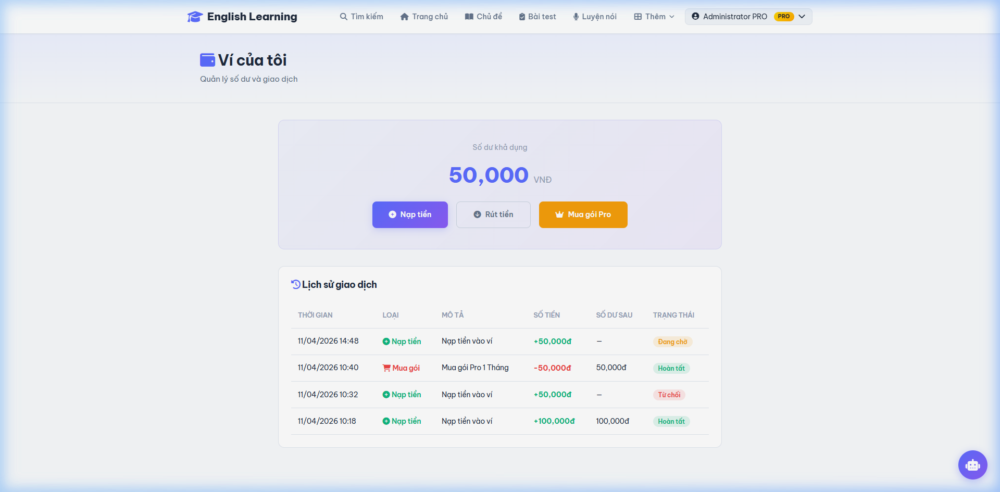 English Learning
Tìm kiếm
Trang chủ
Chủ đề
Bài test
Luyện nói
Thêm
Administrator PRO PRO
Ví của tôi
Quản lý số dư và giao dịch
Số dư khả dụng
50,000 VNĐ
Nạp tiền
Rút tiền
Mua gói Pro
Lịch sử giao dịch
THỜI GIAN LOẠI MÔ TẢ SỐ TIỀN SỐ DƯ SAU TRẠNG THÁI
11/04/2026 14:48 Nạp tiền Nạp tiền vào ví +50,000đ — Đang chờ
11/04/2026 10:40 Mua gói Mua gói Pro 1 Tháng -50,000đ 50,000đ Hoàn tất
11/04/2026 10:32 Nạp tiền Nạp tiền vào ví +50,000đ — Từ chối
11/04/2026 10:18 Nạp tiền Nạp tiền vào ví +100,000đ 100,000đ Hoàn tất